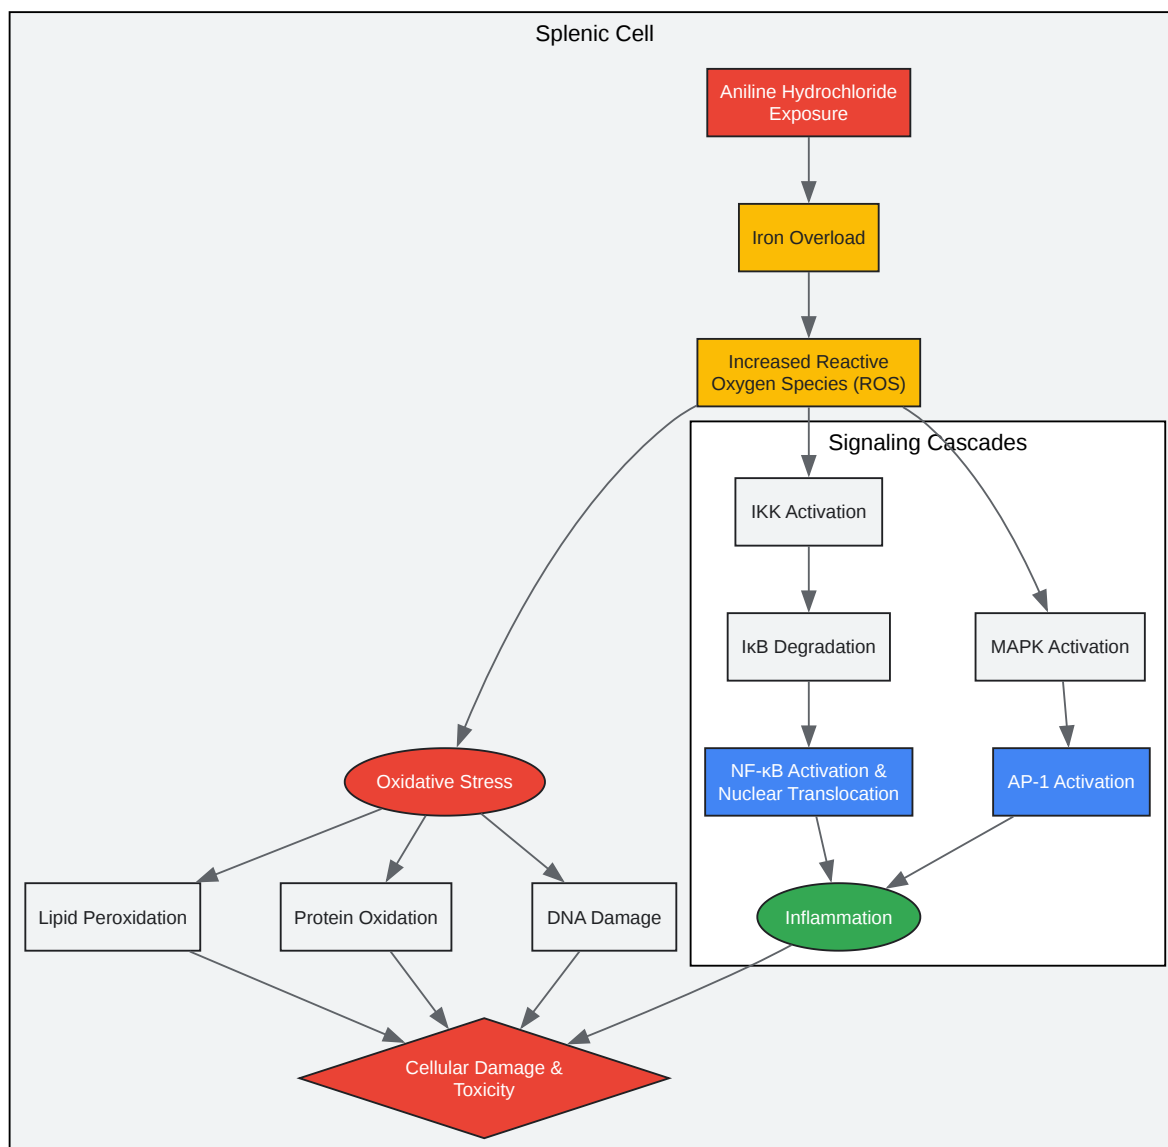 Splenic Cell
Aniline Hydrochloride
Exposure
Iron Overload
Increased Reactive
Oxygen Species (ROS)
Signaling Cascades
IKK Activation
IκB Degradation
MAPK Activation
Oxidative Stress
NF-κB Activation &
Nuclear Translocation
AP-1 Activation
Lipid Peroxidation
Protein Oxidation
DNA Damage
Inflammation
Cellular Damage &
Toxicity